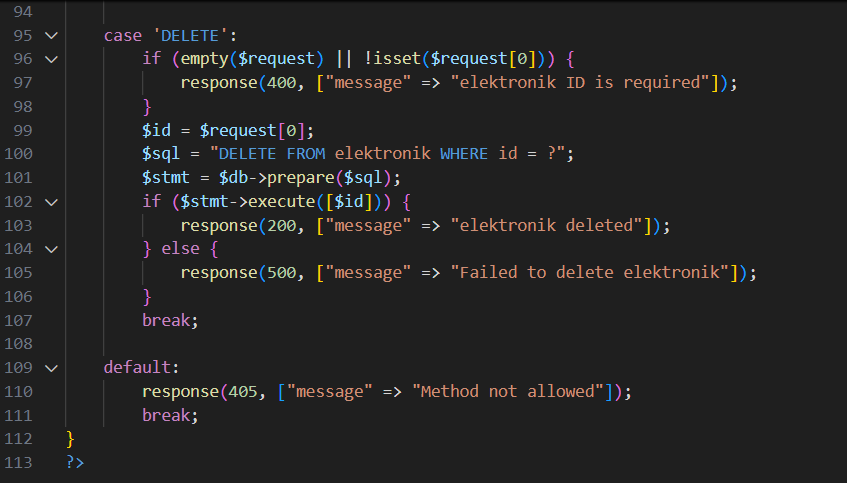 94
95 case 'DELETE':
96 if (empty($request) || !isset($request[0])) {
97 response(400, ["message" => "elektronik ID is required"]);
98 }
99 $id = $request[0];
100 $sql = "DELETE FROM elektronik WHERE id = ?";
101 $stmt = $db->prepare($sql);
102 if ($stmt->execute([$id])) {
103 response(200, ["message" => "elektronik deleted"]);
104 } else {
105 response(500, ["message" => "Failed to delete elektronik"]);
106 }
107 break;
108
109 default:
110 response(405, ["message" => "Method not allowed"]);
111 break;
112 }
113 ?>